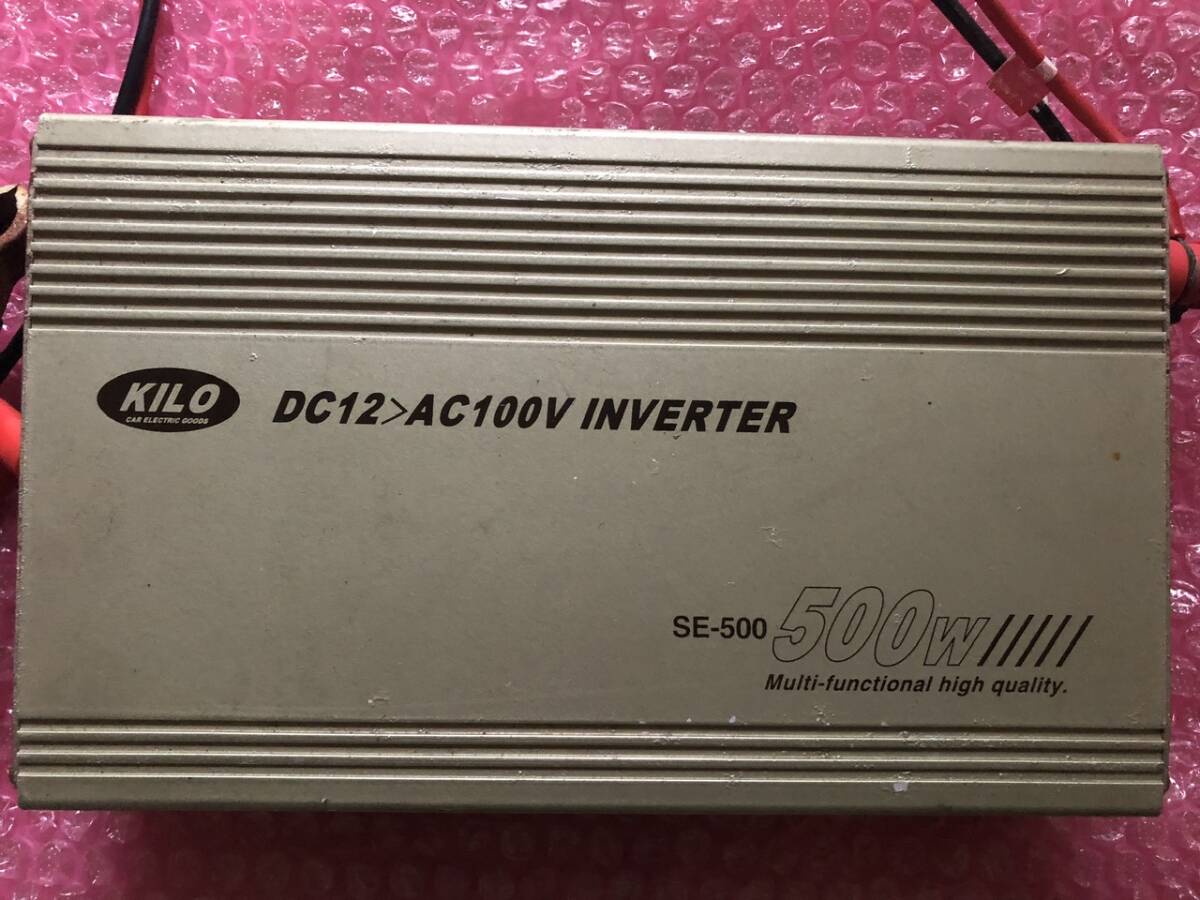 KILO
CAR ELECTRIC GOODS
DC12>AC100V INVERTER
SE-500 500W
Multi-functional high quality.